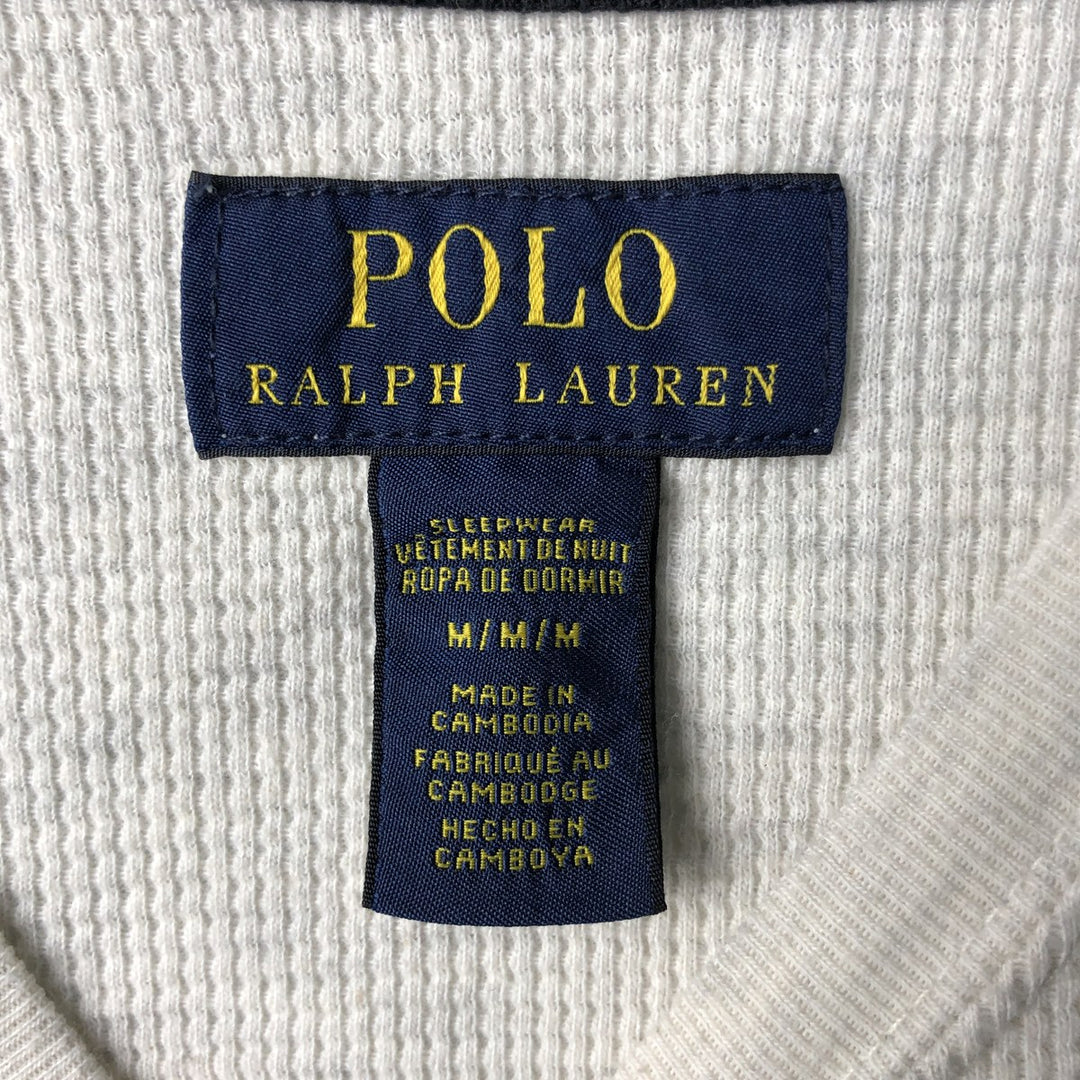 POLO
RALPH LAUREN
SLEEPWEAR
VÊTEMENT DE NUIT
ROPA DE DORMIR
M/M/M
MADE IN
CAMBODIA
FABRIQUÉ AU
CAMBODGE
HECHO EN
CAMBOYA